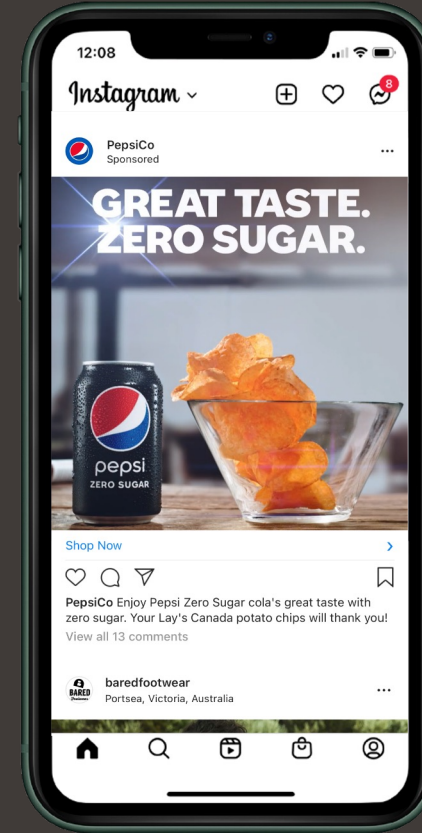 12:08
Instagram
8
PepsiCo
Sponsored
GREAT TASTE.
ZERO SUGAR.
pepsi
ZERO SUGAR
Shop Now
PepsiCo Enjoy Pepsi Zero Sugar cola's great taste with
zero sugar. Your Lay's Canada potato chips will thank you!
View all 13 comments
BARED
baredfootwear
Portsea, Victoria, Australia